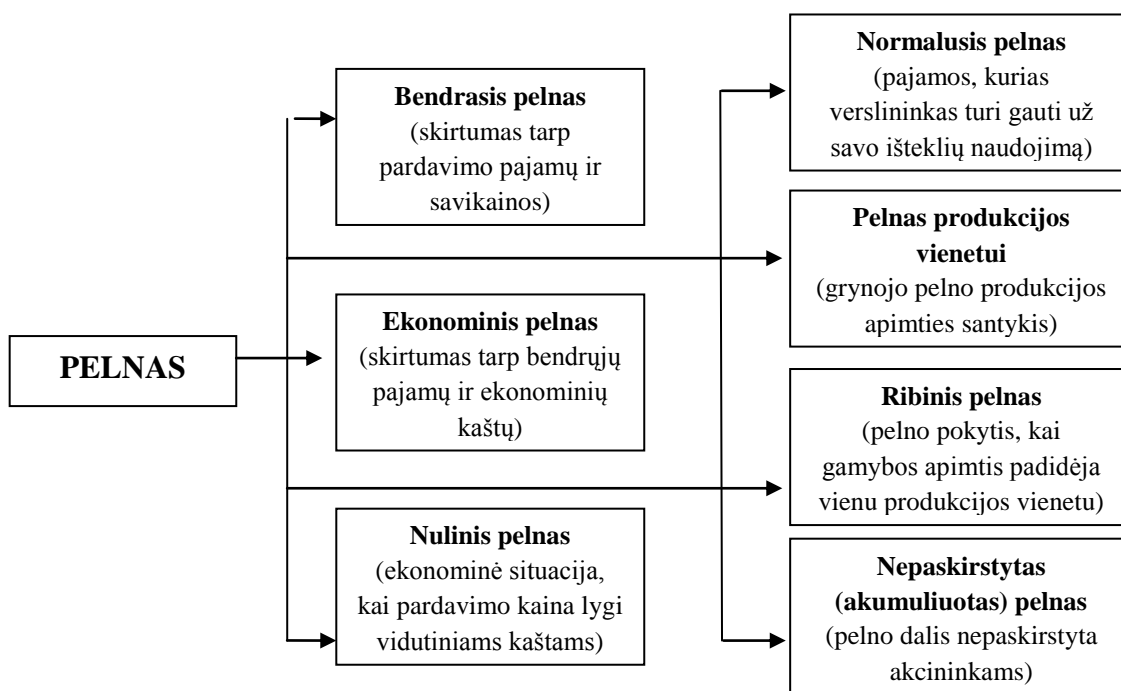 PELNAS
Bendrasis pelnas
(skirtumas tarp
pardavimo pajamų ir
savikainos)
Ekonominis pelnas
(skirtumas tarp bendrųjų
pajamų ir ekonominių
kaštų)
Nulinis pelnas
(ekonominė situacija,
kai pardavimo kaina lygi
vidutiniams kaštams)
Normalusis pelnas
(pajamos, kurias
verslininkas turi gauti už
savo išteklių naudojimą)
Pelnas produkcijos
vienetui
(grynojo pelno produkcijos
apimties santykis)
Ribinis pelnas
(pelno pokytis, kai
gamybos apimtis padidėja
vienu produkcijos vienetu)
Nepaskirstytas
(akumuliuotas) pelnas
(pelno dalis nepaskirstyta
akcininkams)